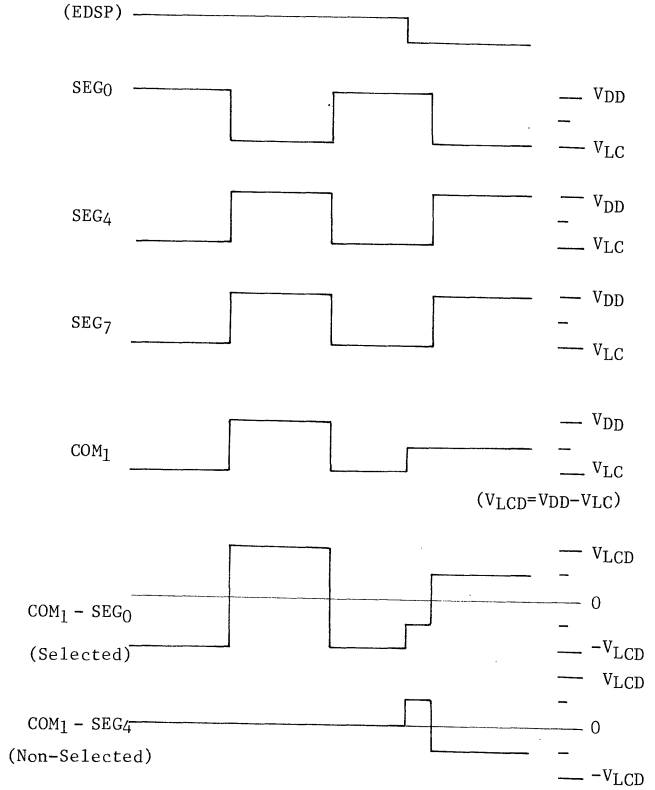 (EDSP)
SEG0
VDD
VLC
SEG4
VDD
VLC
SEG7
VDD
VLC
COM1
VDD
VLC
(VLCD=VDD-VLC)
VLCD
0
COM1 - SEG0
(Selected)
-VLCD
VLCD
COM1 - SEG4
0
(Non-Selected)
-VLCD